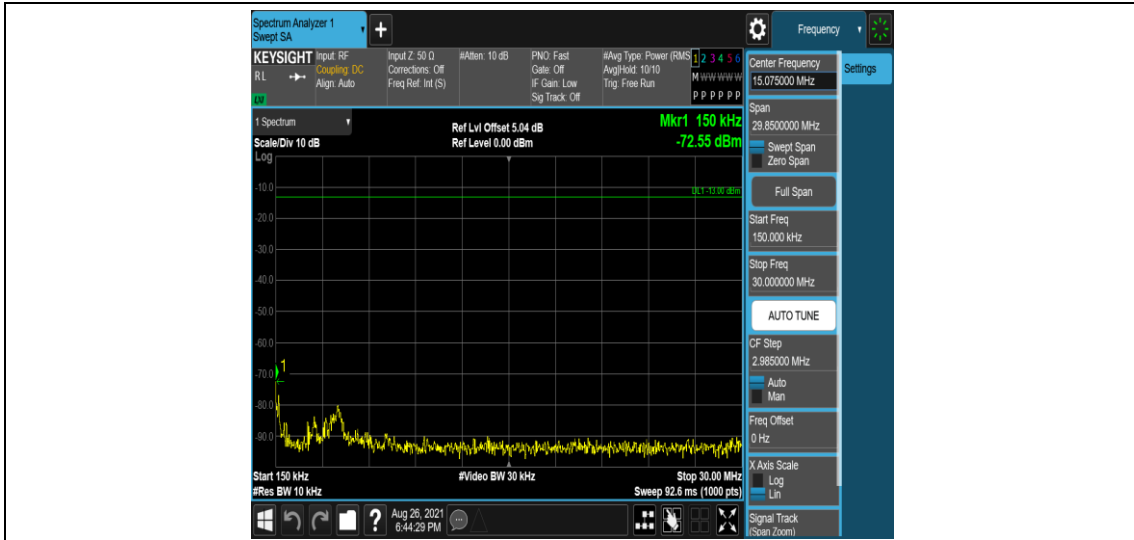 Spectrum Analyzer 1
Swept SA
+
Frequency
KEYSIGHT
RL
Input: RF
Coupling: DC
Align: Auto
Input Z: 50 Ω
Corrections: Off
Freq Ref: Int (S)
#Atten: 10 dB
PNO: Fast
Gate: Off
IF Gain: Low
Sig Track: Off
#Avg Type: Power (RMS
Avg|Hold: 10/10
Trig: Free Run
1 2 3 4 5 6
M W W W W W
P P P P P P
1 Spectrum
Scale/Div 10 dB
Log
Ref Lvl Offset 5.04 dB
Ref Level 0.00 dBm
Mkr1 150 kHz
-72.55 dBm
DL1 -13.00 dBm
-10.0
-20.0
-30.0
-40.0
-50.0
-60.0
-70.0
-80.0
-90.0
1
Start 150 kHz
#Res BW 10 kHz
#Video BW 30 kHz
Stop 30.00 MHz
Sweep 92.6 ms (1000 pts)
Aug 26, 2021
6:44:29 PM
Center Frequency
15.075000 MHz
Span
29.8500000 MHz
Swept Span
Zero Span
Full Span
Start Freq
150.000 kHz
Stop Freq
30.000000 MHz
AUTO TUNE
CF Step
2.985000 MHz
Auto
Man
Freq Offset
0 Hz
X Axis Scale
Log
Lin
Signal Track
(Span Zoom)
Settings